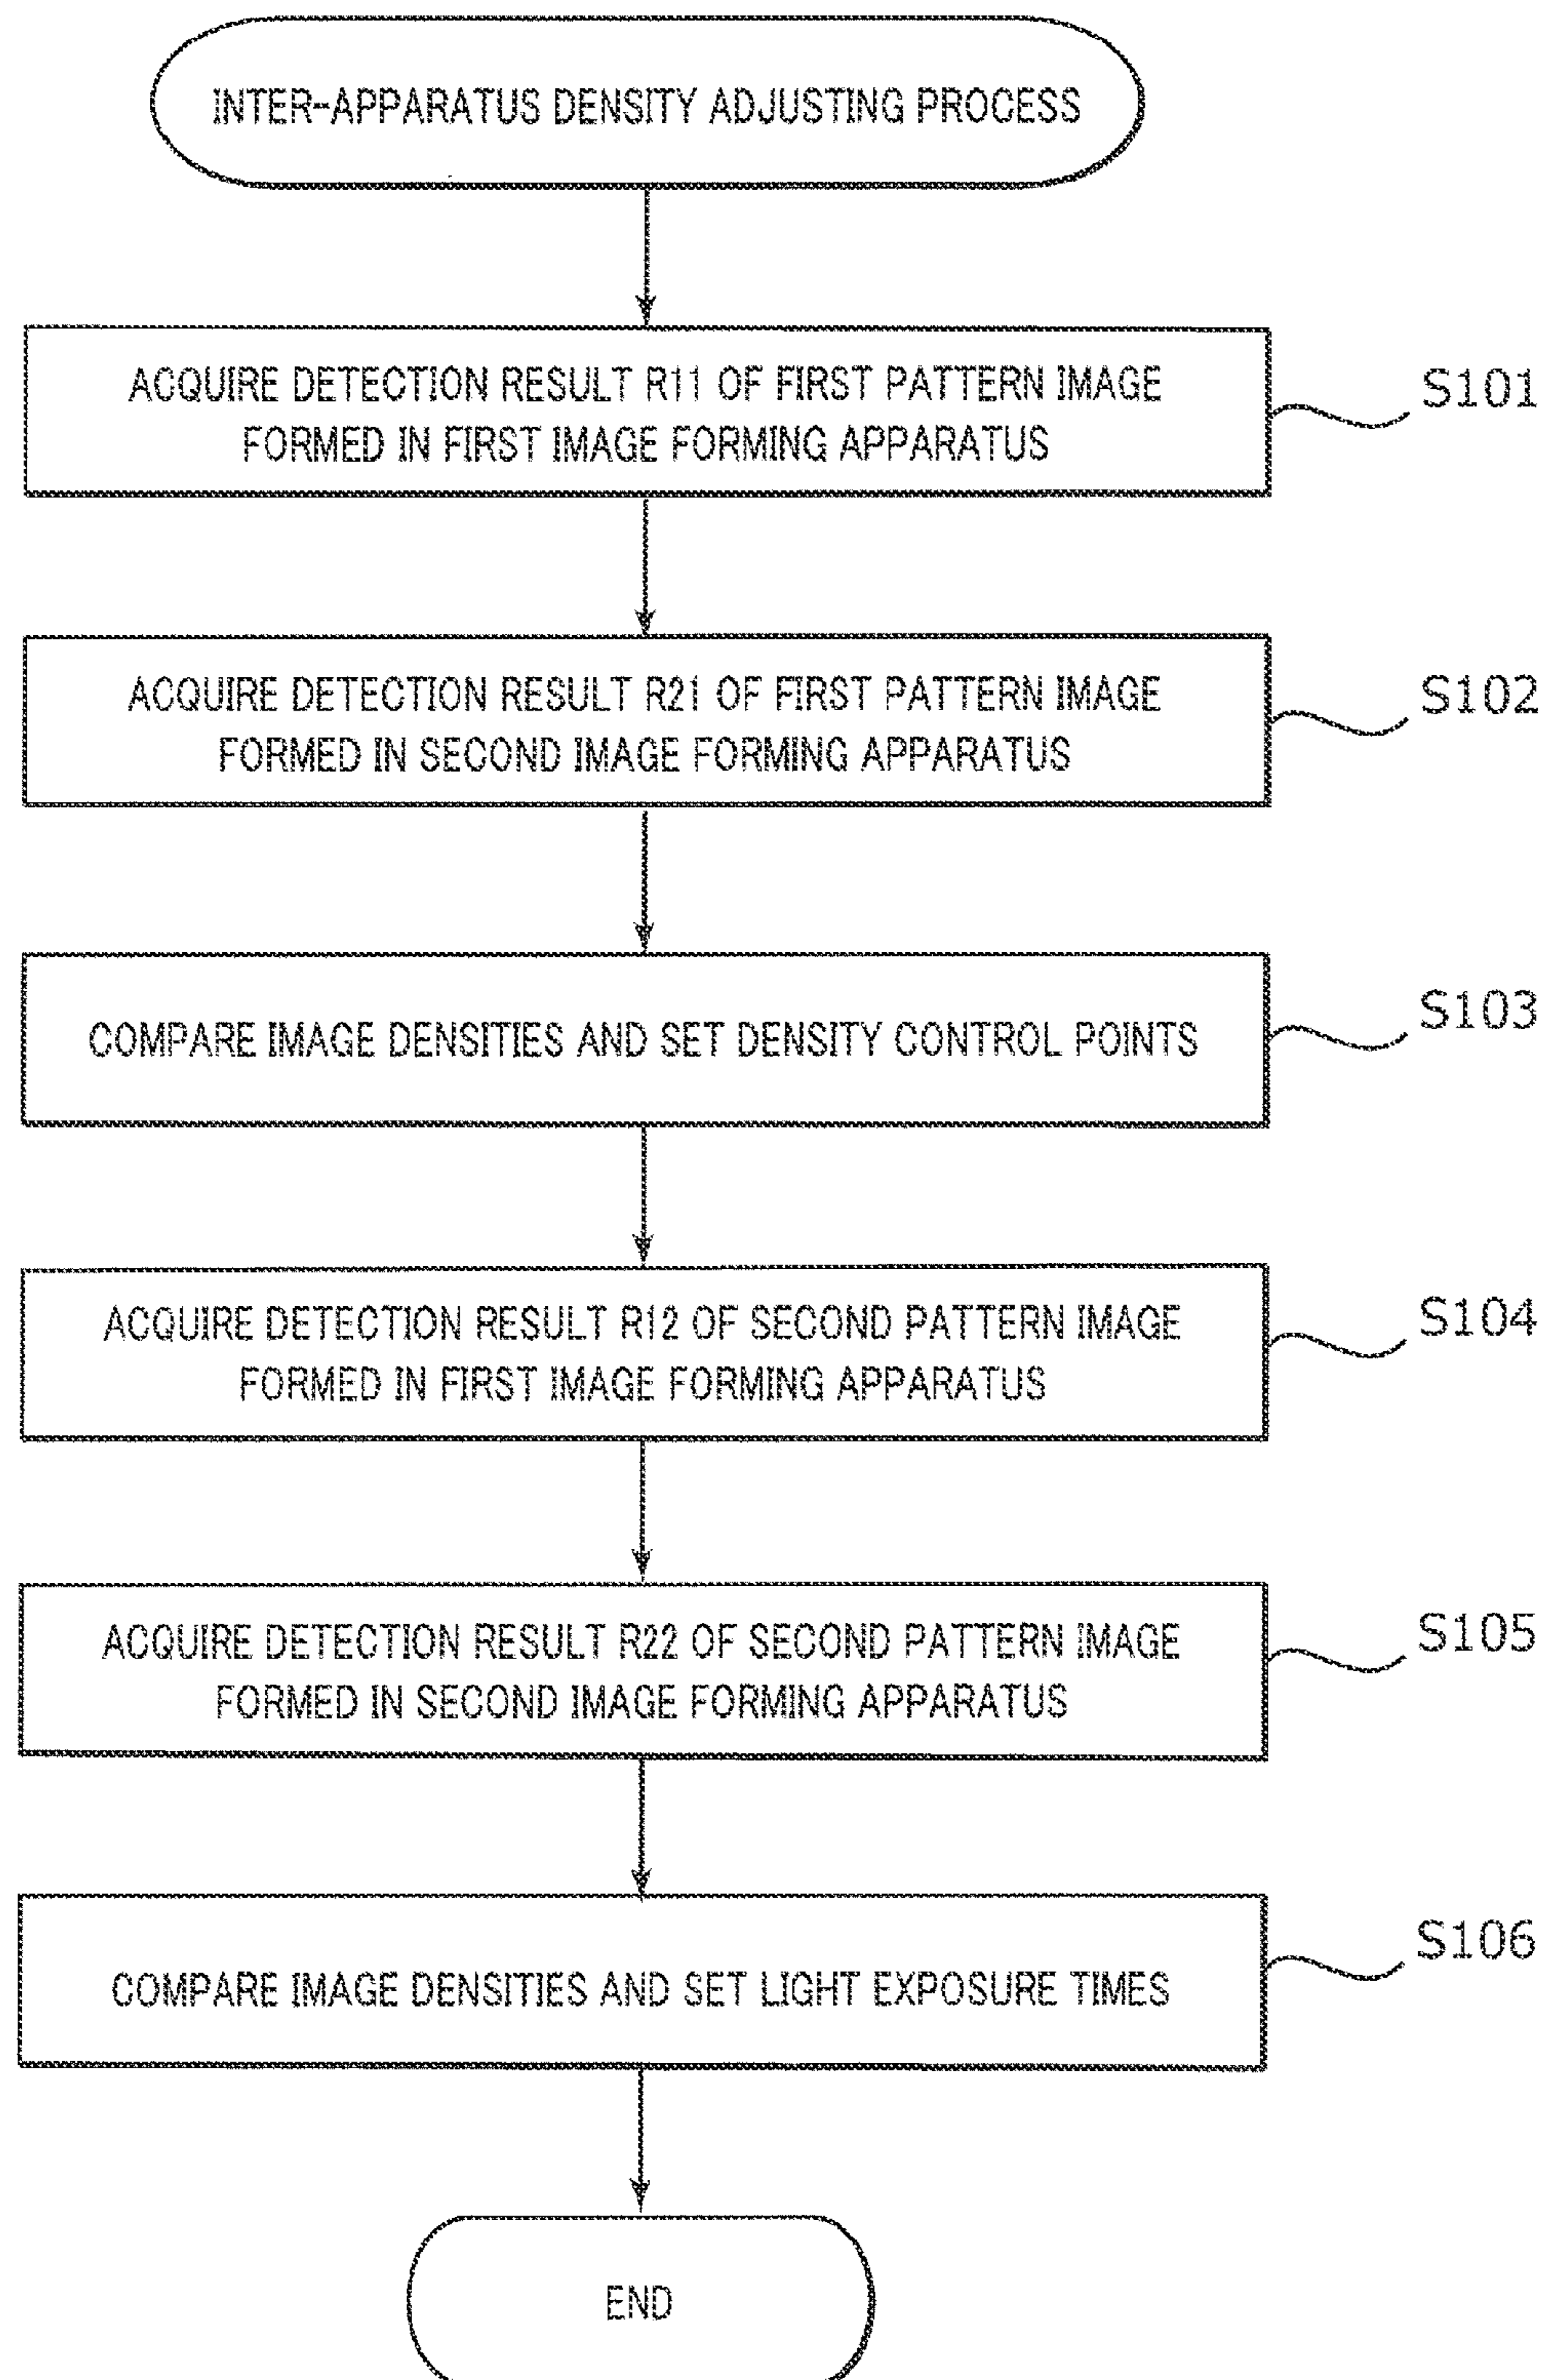 INTER-APPARATUS DENSITY ADJUSTING PROCESS
ACQUIRE DETECTION RESULT R11 OF FIRST PATTERN IMAGE
FORMED IN FIRST IMAGE FORMING APPARATUS
S101
ACQUIRE DETECTION RESULT R21 OF FIRST PATTERN IMAGE
FORMED IN SECOND IMAGE FORMING APPARATUS
S102
COMPARE IMAGE DENSITIES AND SET DENSITY CONTROL POINTS
S103
ACQUIRE DETECTION RESULT R12 OF SECOND PATTERN IMAGE
FORMED IN FIRST IMAGE FORMING APPARATUS
S104
ACQUIRE DETECTION RESULT R22 OF SECOND PATTERN IMAGE
FORMED IN SECOND IMAGE FORMING APPARATUS
S105
COMPARE IMAGE DENSITIES AND SET LIGHT EXPOSURE TIMES
S106
END